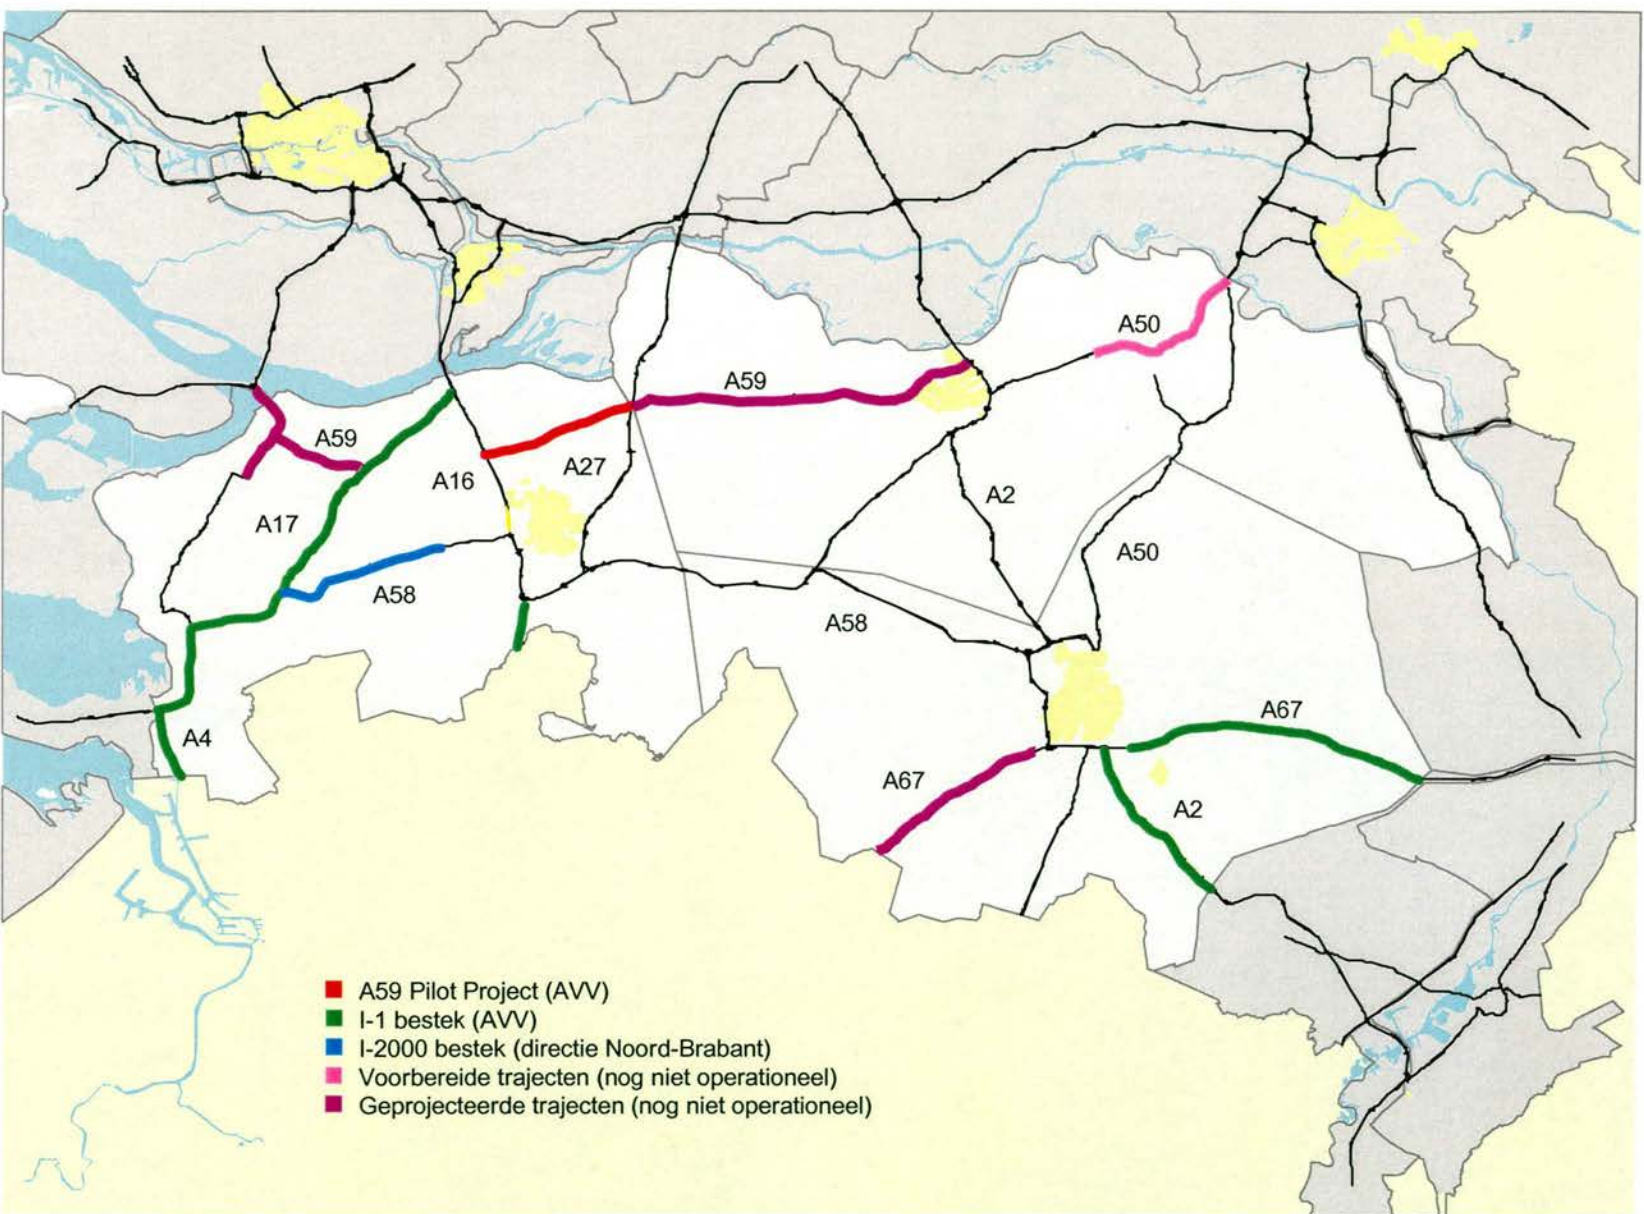 A50
A59
A59
A16
A27
A2
A17
A50
A58
A58
A67
A4
A67
A2
A59 Pilot Project (AVV)
I-1 bestek (AVV)
I-2000 bestek (directie Noord-Brabant)
Voorbereide trajecten (nog niet operationeel)
Geprojecteerde trajecten (nog niet operationeel)